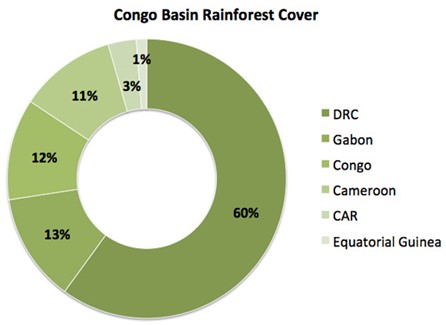 Congo Basin Rainforest Cover
1%
3%
11%
12%
13%
60%
DRC
Gabon
Congo
Cameroon
CAR
Equatorial Guinea